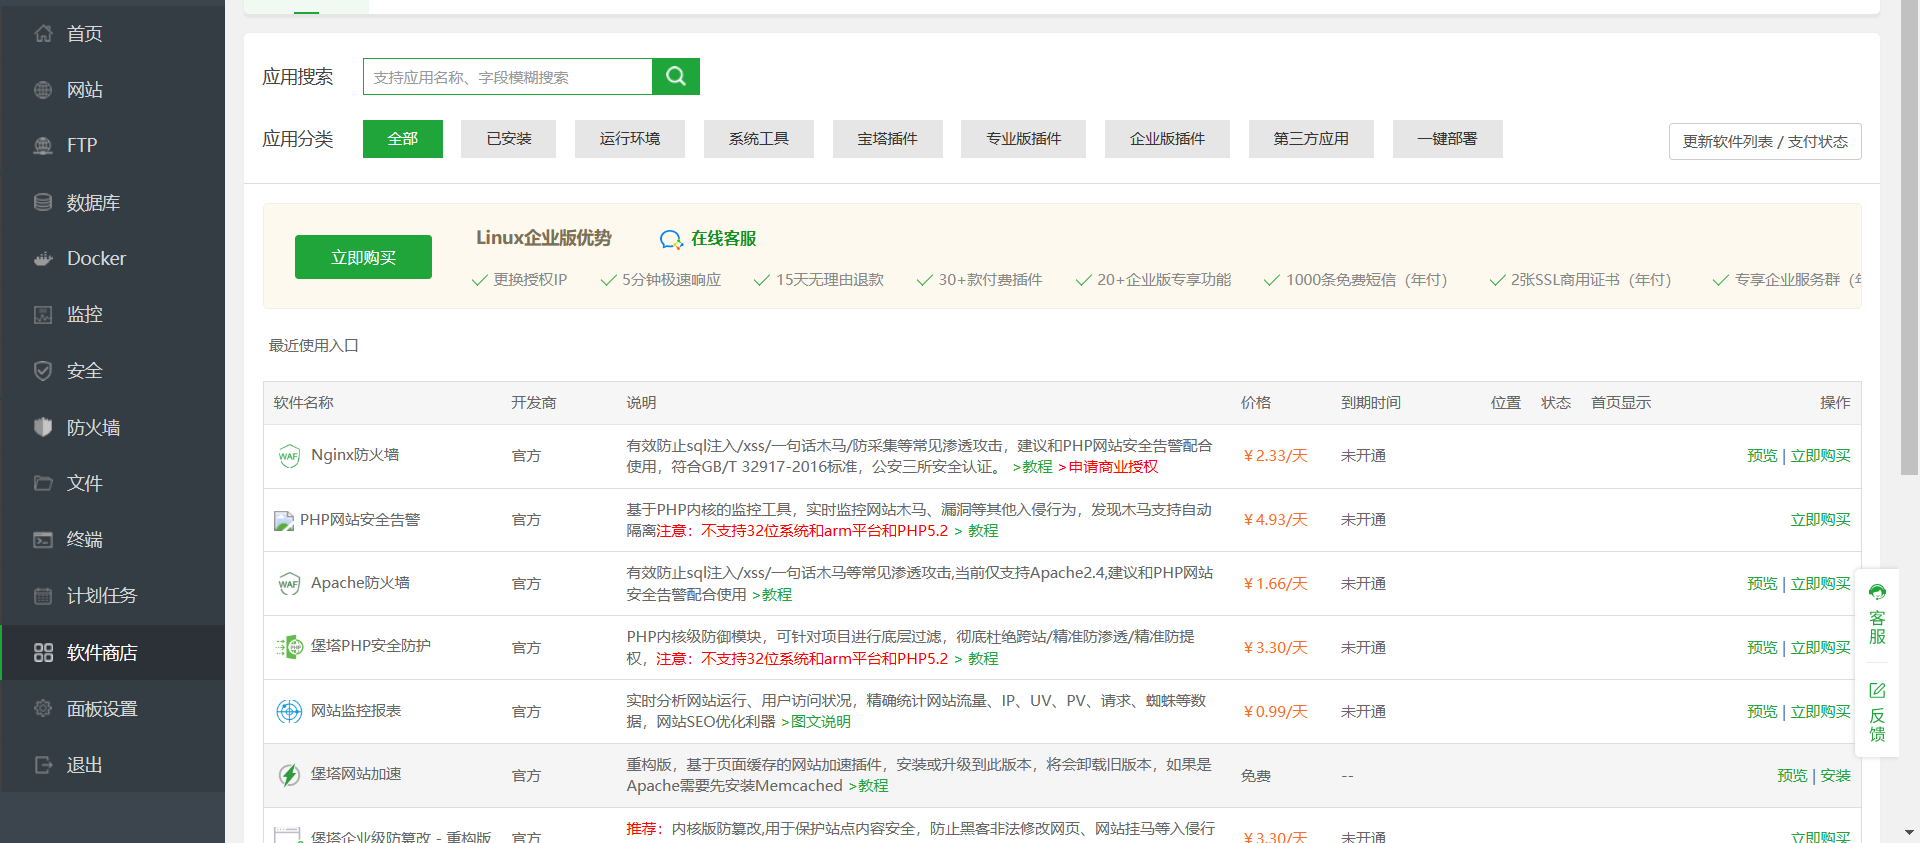 首页
网站
FTP
数据库
Docker
监控
安全
防火墙
文件
终端
计划任务
软件商店
面板设置
退出
应用搜索 支持应用名称、字段模糊搜索
应用分类 全部 已安装 运行环境 系统工具 宝塔插件 专业版插件 企业版插件 第三方应用 一键部署 更新软件列表 / 支付状态
立即购买 Linux企业版优势 在线客服
更换授权IP 5分钟极速响应 15天无理由退款 30+款付费插件 20+企业版专享功能 1000条免费短信（年付） 2张SSL商用证书（年付） 专享企业服务群（年
最近使用入口
软件名称 开发商 说明 价格 到期时间 位置 状态 首页显示 操作
WAF Nginx防火墙 官方 有效防止sql注入/xss/一句话木马/防采集等常见渗透攻击，建议和PHP网站安全告警配合
使用，符合GB/T 32917-2016标准，公安三所安全认证。 >教程 >申请商业授权 ￥2.33/天 未开通 预览 | 立即购买
PHP网站安全告警 官方 基于PHP内核的监控工具，实时监控网站木马、漏洞等其他入侵行为，发现木马支持自动
隔离注意：不支持32位系统和arm平台和PHP5.2 > 教程 ￥4.93/天 未开通 立即购买
WAF Apache防火墙 官方 有效防止sql注入/xss/一句话木马等常见渗透攻击,当前仅支持Apache2.4,建议和PHP网站
安全告警配合使用 >教程 ￥1.66/天 未开通 预览 | 立即购买
堡塔PHP安全防护 官方 PHP内核级防御模块，可针对项目进行底层过滤，彻底杜绝跨站/精准防渗透/精准防提
权，注意：不支持32位系统和arm平台和PHP5.2 > 教程 ￥3.30/天 未开通 预览 | 立即购买
网站监控报表 官方 实时分析网站运行、用户访问状况，精确统计网站流量、IP、UV、PV、请求、蜘蛛等数
据，网站SEO优化利器 >图文说明 ￥0.99/天 未开通 预览 | 立即购买
堡塔网站加速 官方 重构版，基于页面缓存的网站加速插件，安装或升级到此版本，将会卸载旧版本，如果是
Apache需要先安装Memcached >教程 免费 -- 预览 | 安装
堡塔企业级防篡改 - 重构版 官方 推荐：内核版防篡改,用于保护站点内容安全，防止黑客非法修改网页、网站挂马等入侵行
￥3.30/天 未开通 立即购买
客服
反馈